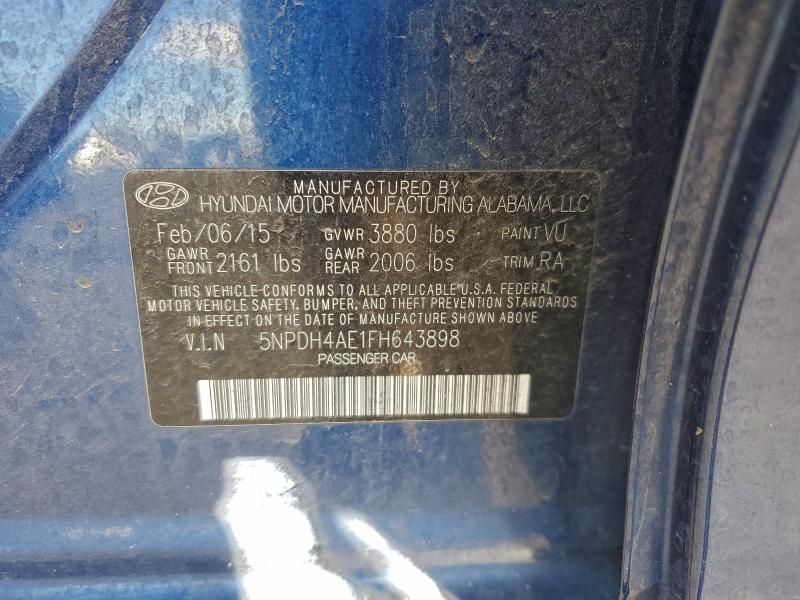 MANUFACTURED BY
HYUNDAI MOTOR MANUFACTURING ALABAMA, LLC
Feb/06/15 GVWR 3880 lbs PAINT VU
GAWR FRONT 2161 lbs GAWR REAR 2006 lbs TRIM RA
THIS VEHICLE CONFORMS TO ALL APPLICABLE U.S.A. FEDERAL
MOTOR VEHICLE SAFETY, BUMPER, AND THEFT PREVENTION STANDARDS
IN EFFECT ON THE DATE OF MANUFACTURE SHOWN ABOVE
V.I.N 5NPDH4AE1FH643898
PASSENGER CAR